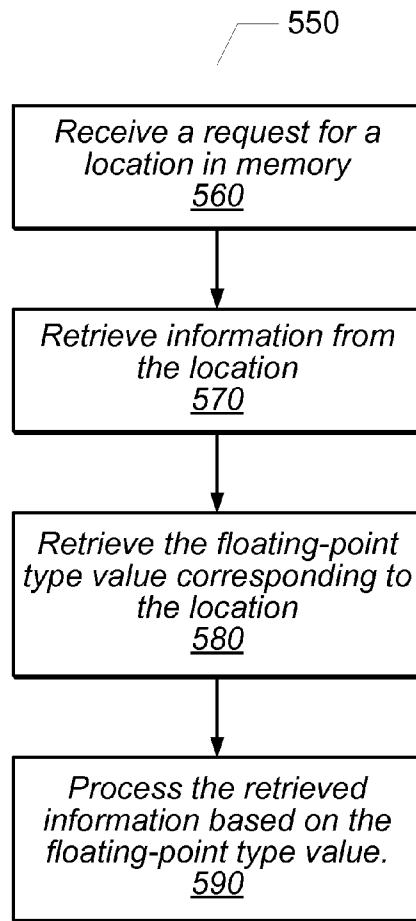 550
Receive a request for a
location in memory
560
Retrieve information from
the location
570
Retrieve the floating-point
type value corresponding to
the location
580
Process the retrieved
information based on the
floating-point type value.
590